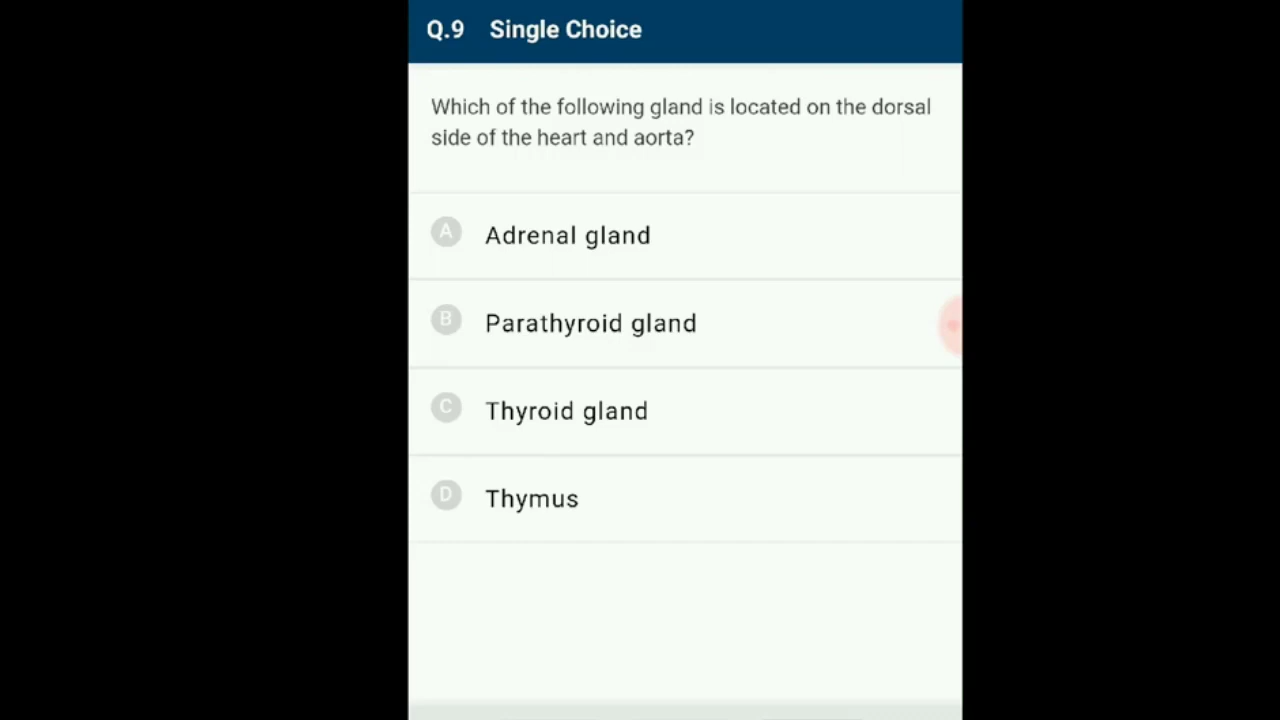 Q.9 Single Choice
Which of the following gland is located on the dorsal
side of the heart and aorta?
A Adrenal gland
B Parathyroid gland
C Thyroid gland
D Thymus